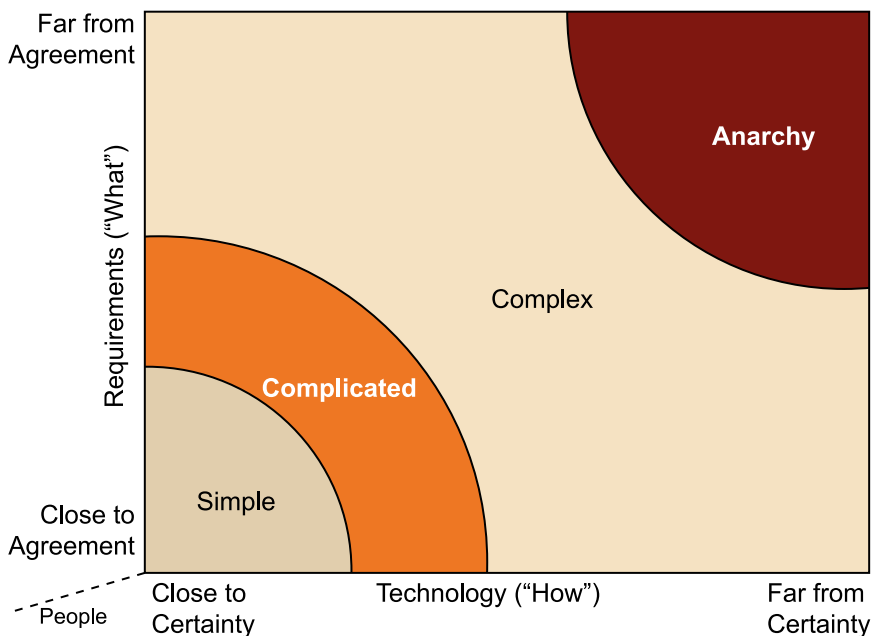 Far from
Agreement
Anarchy
Requirements (“What”)
Complex
Complicated
Simple
Close to
Agreement
People
Close to
Certainty
Technology (“How”)
Far from
Certainty